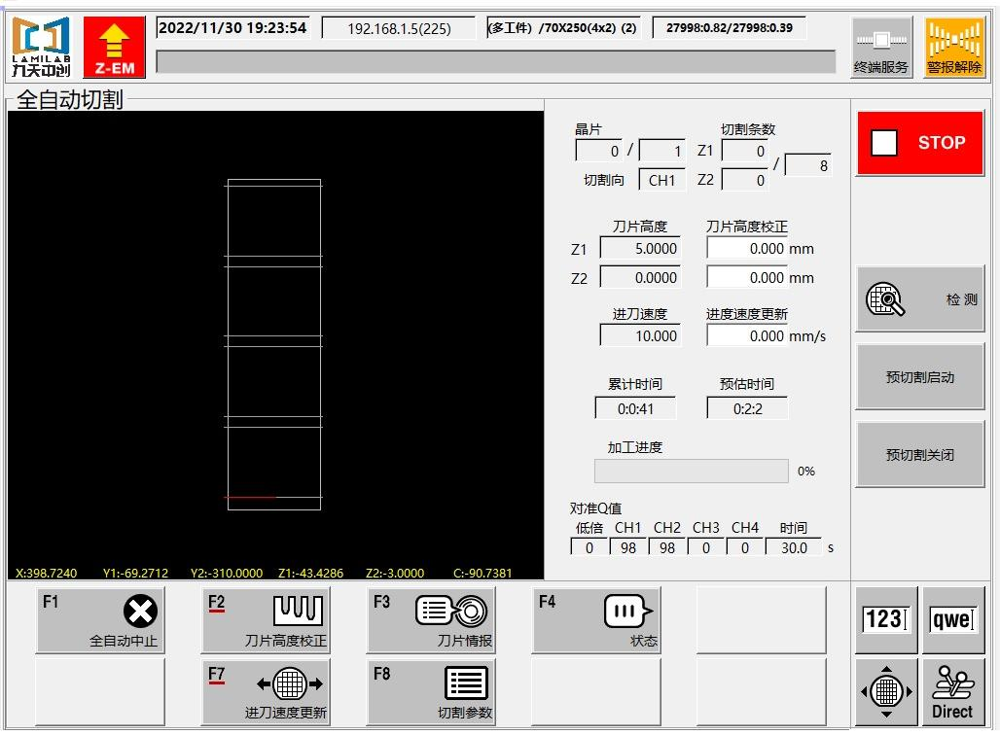 LAMILAB
九天中创
Z-EM
2022/11/30 19:23:54
192.168.1.5(225)
(多工件) /70X250(4x2) (2)
27998:0.82/27998:0.39
终端服务
警报解除
全自动切割
晶片
切割条数
0 / 1
Z1 0
/ 8
切割向 CH1
Z2 0
刀片高度
刀片高度校正
Z1 5.0000 0.000 mm
Z2 0.0000 0.000 mm
进刀速度
进度速度更新
10.000 0.000 mm/s
累计时间
预估时间
0:0:41
0:2:2
加工进度
0%
对准Q值
低倍 CH1 CH2 CH3 CH4 时间
0 98 98 0 0 30.0 s
STOP
检测
预切割启动
预切割关闭
X:398.7240 Y1:-69.2712 Y2:-310.0000 Z1:-43.4286 Z2:-3.0000 C:-90.7381
F1
全自动中止
F2
刀片高度校正
F3
刀片情报
F4
状态
F7
进刀速度更新
F8
切割参数
123
qwe
Direct